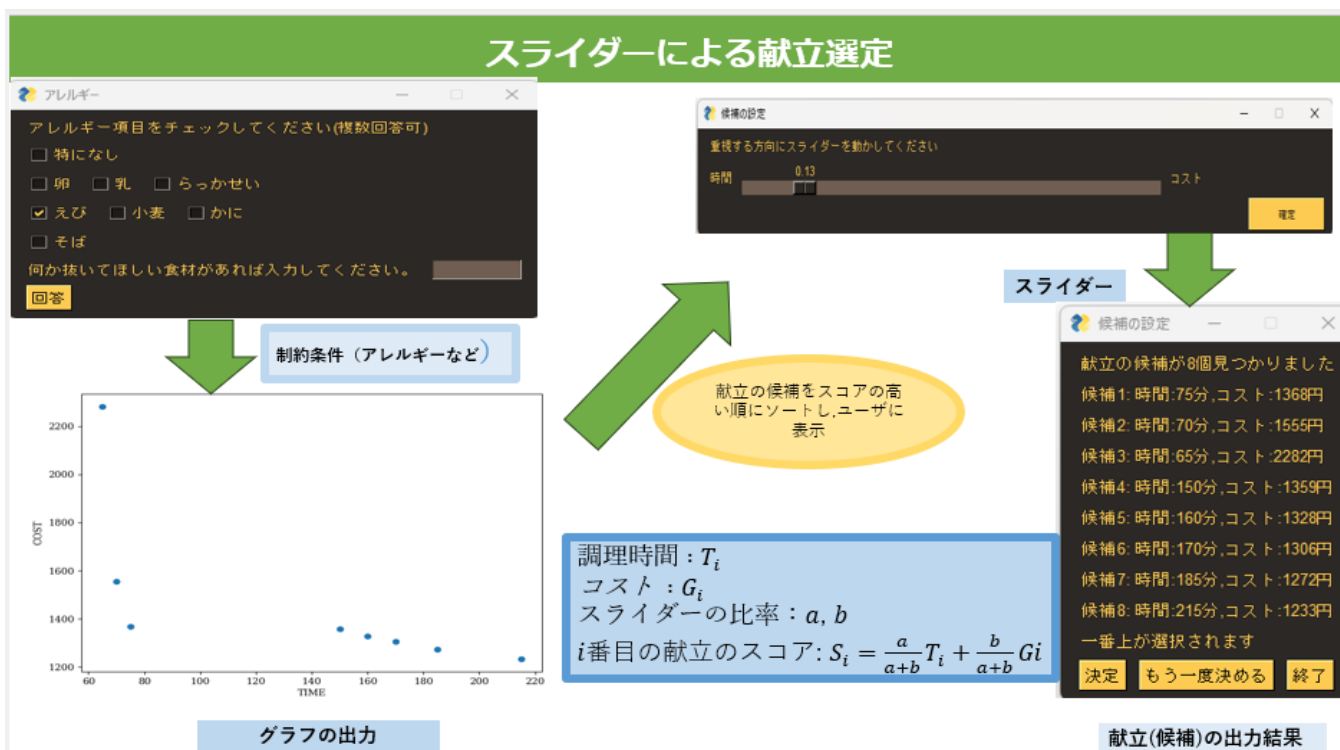 スライダーによる献立選定
アレルギー
アレルギー項目をチェックしてください(複数回答可)
特になし
卵 乳 らっかせい
えび 小麦 かに
そば
何か抜いてほしい食材があれば入力してください。
回答
制約条件（アレルギーなど）
2200
2000
1800
1600
1400
1200
COST
60 80 100 120 140 160 180 200 220
TIME
グラフの出力
候補の設定
重視する方向にスライダーを動かしてください
時間 0.13 コスト
確定
スライダー
献立の候補をスコアの高
い順にソートし,ユーザに
表示
調理時間：T_i
コスト：G_i
スライダーの比率：a, b
i番目の献立のスコア: S_i = \frac{a}{a+b}T_i + \frac{b}{a+b}Gi
候補の設定
献立の候補が8個見つかりました
候補1: 時間:75分,コスト:1368円
候補2: 時間:70分,コスト:1555円
候補3: 時間:65分,コスト:2282円
候補4: 時間:150分,コスト:1359円
候補5: 時間:160分,コスト:1328円
候補6: 時間:170分,コスト:1306円
候補7: 時間:185分,コスト:1272円
候補8: 時間:215分,コスト:1233円
一番上が選択されます
決定 もう一度決める 終了
献立(候補)の出力結果